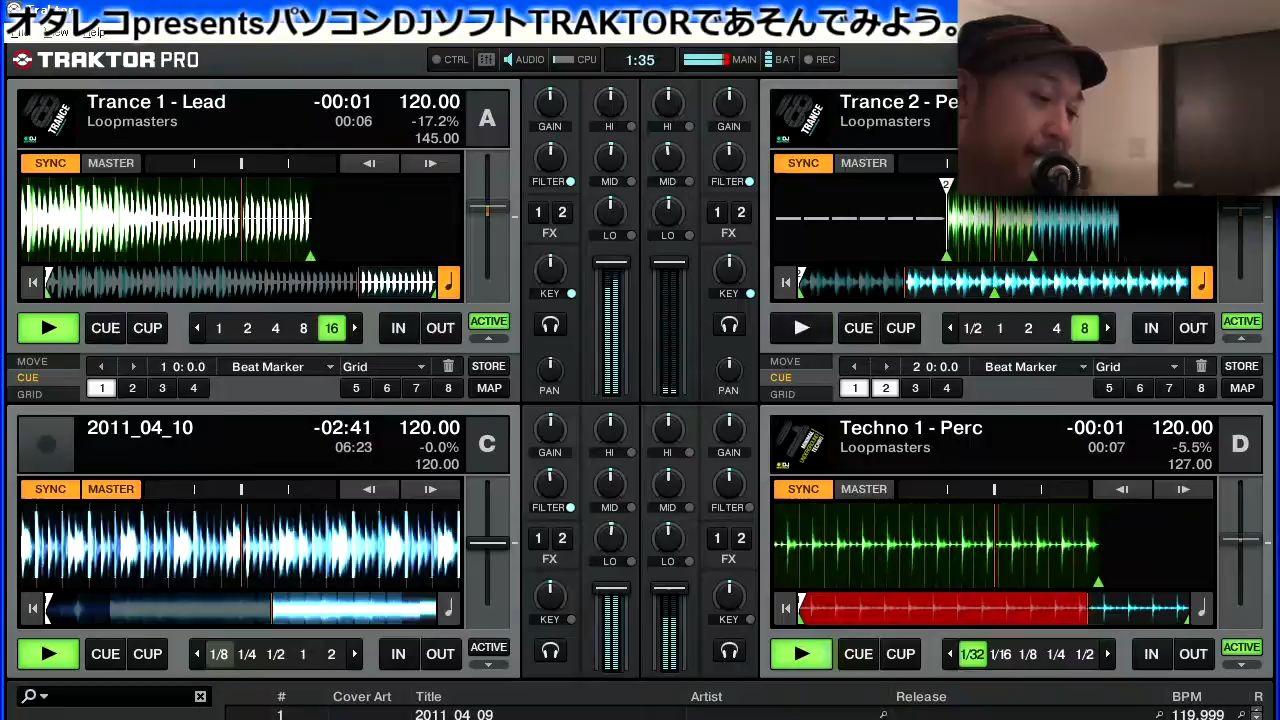 オタレコpresentsパソコンDJソフトTRAKTORであそんでみよう。
TRAKTOR PRO
CTRL AUDIO CPU 1:35 MAIN BAT REC
Trance 1 - Lead -00:01 120.00 A
Loopmasters 00:06 -17.2%
145.00
SYNC MASTER
CUE CUP 1 2 4 8 16 IN OUT ACTIVE
MOVE
CUE
GRID
1 0:0.0 Beat Marker Grid STORE
1 2 3 4 5 6 7 8 MAP
GAIN HI HI GAIN
FILTER MID MID FILTER
1 2 1 2
FX LO LO FX
KEY KEY
PAN PAN
Trance 2 - Pe
Loopmasters
SYNC MASTER
2
CUE CUP 1/2 1 2 4 8 IN OUT ACTIVE
MOVE
CUE
GRID
2 0:0.0 Beat Marker Grid STORE
1 2 3 4 5 6 7 8 MAP
2011_04_10 -02:41 120.00 C
06:23 -0.0%
120.00
SYNC MASTER
CUE CUP 1/8 1/4 1/2 1 2 IN OUT ACTIVE
GAIN HI HI GAIN
FILTER MID MID FILTER
1 2 1 2
FX LO LO FX
KEY KEY
Techno 1 - Perc -00:01 120.00 D
Loopmasters 00:07 -5.5%
127.00
SYNC MASTER
CUE CUP 1/32 1/16 1/8 1/4 1/2 IN OUT ACTIVE
# Cover Art Title Artist Release BPM R
1 2011_04_09 119.999